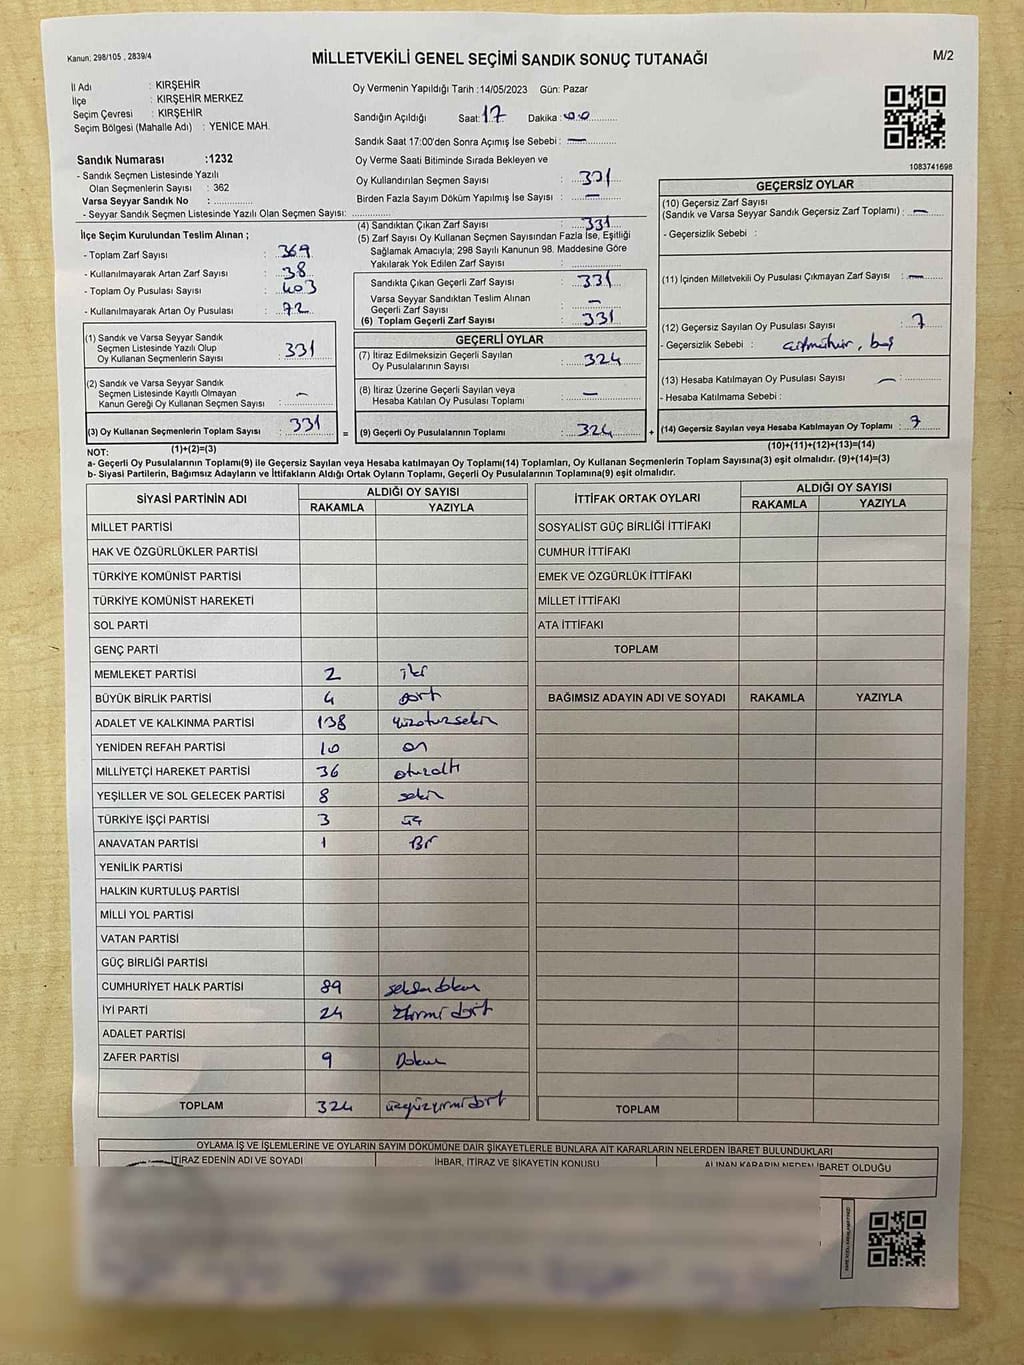 Kanun: 298/105 , 2839/4
MİLLETVEKİLİ GENEL SEÇİMİ SANDIK SONUÇ TUTANAĞI
M/2
İl Adı : KIRŞEHİR
İlçe : KIRŞEHİR MERKEZ
Seçim Çevresi : KIRŞEHİR
Seçim Bölgesi (Mahalle Adı) : YENİCE MAH.
Sandık Numarası :1232
- Sandık Seçmen Listesinde Yazılı
Olan Seçmenlerin Sayısı : 362
Varsa Seyyar Sandık No :
- Seyyar Sandık Seçmen Listesinde Yazılı Olan Seçmen Sayısı:
Oy Vermenin Yapıldığı Tarih :14/05/2023 Gün: Pazar
Sandığın Açıldığı Saat: 17 Dakika : 00
Sandık Saat 17:00'den Sonra Açımış İse Sebebi : —
Oy Verme Saati Bitiminde Sırada Bekleyen ve
Oy Kullandırılan Seçmen Sayısı : 331
Birden Fazla Sayım Döküm Yapılmış İse Sayısı : —
1083741698
İlçe Seçim Kurulundan Teslim Alınan ;
- Toplam Zarf Sayısı : 369
- Kullanılmayarak Artan Zarf Sayısı : 38
- Toplam Oy Pusulası Sayısı : 403
- Kullanılmayarak Artan Oy Pusulası : 72
(1) Sandık ve Varsa Seyyar Sandık
Seçmen Listesinde Yazılı Olup
Oy Kullanan Seçmenlerin Sayısı : 331
(2) Sandık ve Varsa Seyyar Sandık
Seçmen Listesinde Kayıtlı Olmayan
Kanun Gereği Oy Kullanan Seçmen Sayısı : —
(3) Oy Kullanan Seçmenlerin Toplam Sayısı : 331
(1)+(2)=(3)
(4) Sandıktan Çıkan Zarf Sayısı : 331
(5) Zarf Sayısı Oy Kullanan Seçmen Sayısından Fazla İse, Eşitliği
Sağlamak Amacıyla; 298 Sayılı Kanunun 98. Maddesine Göre
Yakılarak Yok Edilen Zarf Sayısı :
Sandıkta Çıkan Geçerli Zarf Sayısı : 331
Varsa Seyyar Sandıktan Teslim Alınan
Geçerli Zarf Sayısı : —
(6) Toplam Geçerli Zarf Sayısı : 331
GEÇERLİ OYLAR
(7) İtiraz Edilmeksizin Geçerli Sayılan
Oy Pusulalarının Sayısı : 324
(8) İtiraz Üzerine Geçerli Sayılan veya
Hesaba Katılan Oy Pusulası Toplamı : —
= (9) Geçerli Oy Pusulalarının Toplamı : 324 +
GEÇERSİZ OYLAR
(10) Geçersiz Zarf Sayısı
(Sandık ve Varsa Seyyar Sandık Geçersiz Zarf Toplamı) : —
- Geçersizlik Sebebi :
(11) İçinden Milletvekili Oy Pusulası Çıkmayan Zarf Sayısı : —
(12) Geçersiz Sayılan Oy Pusulası Sayısı : 7
- Geçersizlik Sebebi : çiftmühür, boş
(13) Hesaba Katılmayan Oy Pusulası Sayısı : —
- Hesaba Katılmama Sebebi :
(14) Geçersiz Sayılan veya Hesaba Katılmayan Oy Toplamı : 7
(10)+(11)+(12)+(13)=(14)
NOT:
a- Geçerli Oy Pusulalarının Toplamı(9) ile Geçersiz Sayılan veya Hesaba katılmayan Oy Toplamı(14) Toplamları, Oy Kullanan Seçmenlerin Toplam Sayısına(3) eşit olmalıdır. (9)+(14)=(3)
b- Siyasi Partilerin, Bağımsız Adayların ve İttifakların Aldığı Ortak Oyların Toplamı, Geçerli Oy Pusulalarının Toplamına(9) eşit olmalıdır.
SİYASİ PARTİNİN ADI ALDIĞI OY SAYISI
RAKAMLA YAZIYLA
MİLLET PARTİSİ
HAK VE ÖZGÜRLÜKLER PARTİSİ
TÜRKİYE KOMÜNİST PARTİSİ
TÜRKİYE KOMÜNİST HAREKETİ
SOL PARTİ
GENÇ PARTİ
MEMLEKET PARTİSİ 2 iki
BÜYÜK BİRLİK PARTİSİ 4 dört
ADALET VE KALKINMA PARTİSİ 138 yüzotuzsekiz
YENİDEN REFAH PARTİSİ 10 on
MİLLİYETÇİ HAREKET PARTİSİ 36 otuzaltı
YEŞİLLER VE SOL GELECEK PARTİSİ 8 sekiz
TÜRKİYE İŞÇİ PARTİSİ 3 üç
ANAVATAN PARTİSİ 1 Bir
YENİLİK PARTİSİ
HALKIN KURTULUŞ PARTİSİ
MİLLİ YOL PARTİSİ
VATAN PARTİSİ
GÜÇ BİRLİĞİ PARTİSİ
CUMHURİYET HALK PARTİSİ 89 seksendokuz
İYİ PARTİ 24 Yirmi dört
ADALET PARTİSİ
ZAFER PARTİSİ 9 Dokuz
TOPLAM 324 üçyüzyirmidört
İTTİFAK ORTAK OYLARI ALDIĞI OY SAYISI
RAKAMLA YAZIYLA
SOSYALİST GÜÇ BİRLİĞİ İTTİFAKI
CUMHUR İTTİFAKI
EMEK VE ÖZGÜRLÜK İTTİFAKI
MİLLET İTTİFAKI
ATA İTTİFAKI
TOPLAM
BAĞIMSIZ ADAYIN ADI VE SOYADI RAKAMLA YAZIYLA
TOPLAM
OYLAMA İŞ VE İŞLEMLERİNE VE OYLARIN SAYIM DÖKÜMÜNE DAİR ŞİKAYETLERLE BUNLARA AİT KARARLARIN NELERDEN İBARET BULUNDUKLARI
İTİRAZ EDENİN ADI VE SOYADI İHBAR, İTİRAZ VE ŞİKAYETİN KONUSU ALINAN KARARIN NEDEN İBARET OLDUĞU